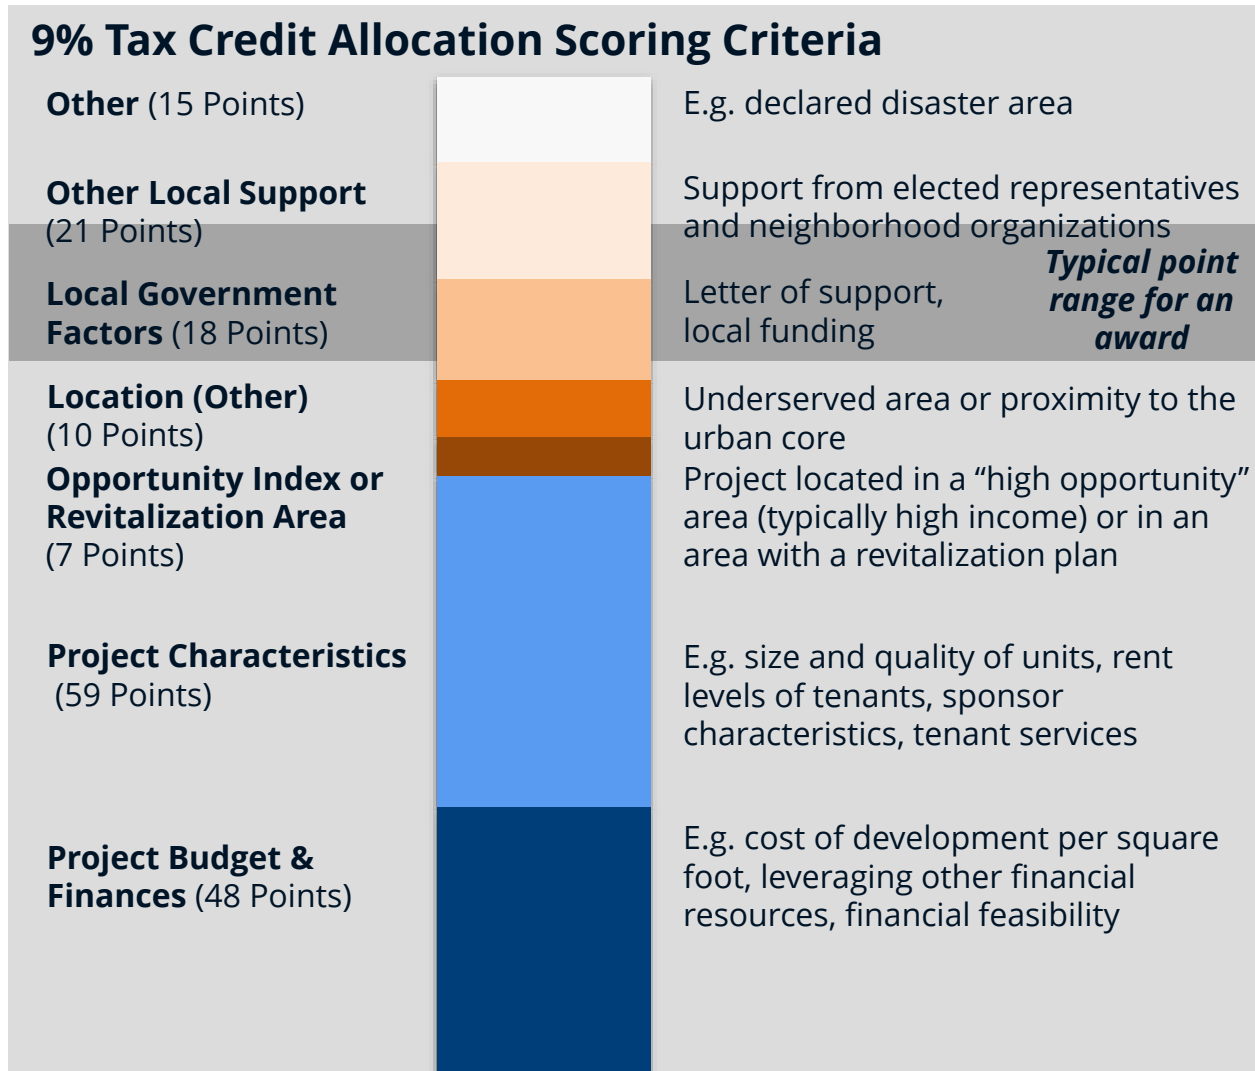 9% Tax Credit Allocation Scoring Criteria
Other (15 Points)
E.g. declared disaster area
Other Local Support
(21 Points)
Support from elected representatives
and neighborhood organizations
Typical point
range for an
award
Local Government
Factors (18 Points)
Letter of support,
local funding
Location (Other)
(10 Points)
Underserved area or proximity to the
urban core
Opportunity Index or
Revitalization Area
(7 Points)
Project located in a “high opportunity”
area (typically high income) or in an
area with a revitalization plan
Project Characteristics
(59 Points)
E.g. size and quality of units, rent
levels of tenants, sponsor
characteristics, tenant services
Project Budget &
Finances (48 Points)
E.g. cost of development per square
foot, leveraging other financial
resources, financial feasibility